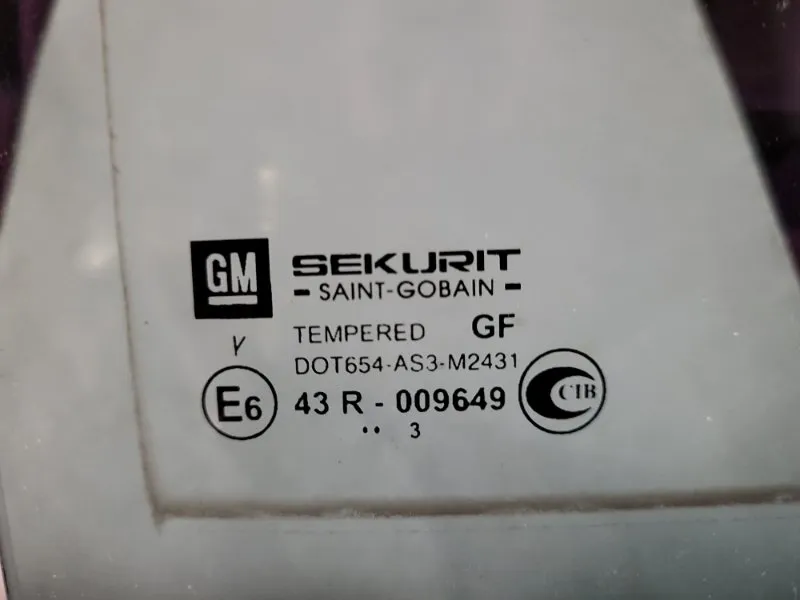 GM
SEKURIT
- SAINT-GOBAIN -
TEMPERED GF
V
DOT654-AS3-M2431
E6 43 R - 009649
CTB
.. 3